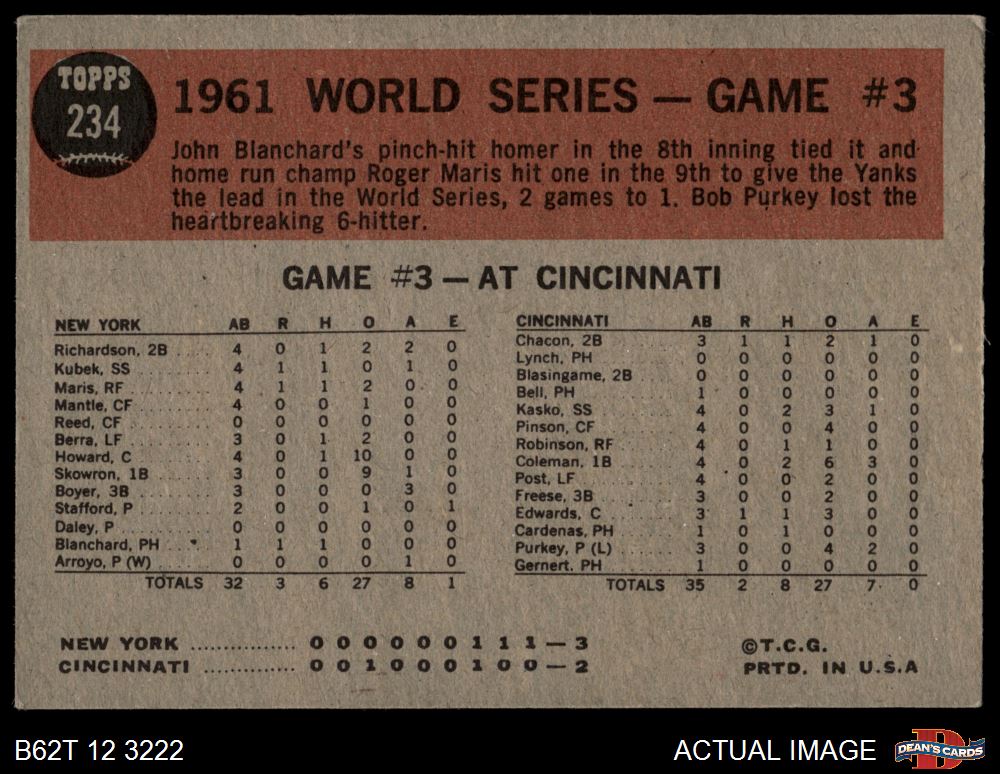 TOPPS
234
1961 WORLD SERIES — GAME #3
John Blanchard's pinch-hit homer in the 8th inning tied it and
home run champ Roger Maris hit one in the 9th to give the Yanks
the lead in the World Series, 2 games to 1. Bob Purkey lost the
heartbreaking 6-hitter.
GAME #3 — AT CINCINNATI
NEW YORK AB R H O A E
Richardson, 2B 4 0 1 2 2 0
Kubek, SS 4 1 1 0 1 0
Maris, RF 4 1 1 2 0 0
Mantle, CF 4 0 0 1 0 0
Reed, CF 0 0 0 0 0 0
Berra, LF 3 0 1 2 0 0
Howard, C 4 0 1 10 0 0
Skowron, 1B 3 0 0 9 1 0
Boyer, 3B 3 0 0 0 3 0
Stafford, P 2 0 0 1 0 1
Daley, P 0 0 0 0 0 0
Blanchard, PH 1 1 1 0 0 0
Arroyo, P (W) 0 0 0 0 1 0
TOTALS 32 3 6 27 8 1
CINCINNATI AB R H O A E
Chacon, 2B 3 1 1 2 1 0
Lynch, PH 0 0 0 0 0 0
Blasingame, 2B 0 0 0 0 0 0
Bell, PH 1 0 0 0 0 0
Kasko, SS 4 0 2 3 1 0
Pinson, CF 4 0 0 4 0 0
Robinson, RF 4 0 1 1 0 0
Coleman, 1B 4 0 2 6 3 0
Post, LF 4 0 0 2 0 0
Freese, 3B 3 0 0 2 0 0
Edwards, C 3 1 1 3 0 0
Cardenas, PH 1 0 1 0 0 0
Purkey, P (L) 3 0 0 4 2 0
Gernert, PH 1 0 0 0 0 0
TOTALS 35 2 8 27 7 0
NEW YORK .................. 0 0 0 0 0 0 1 1 1 — 3
CINCINNATI ................ 0 0 1 0 0 0 1 0 0 — 2
©T.C.G.
PRTD. IN U.S.A
B62T 12 3222
ACTUAL IMAGE
DEAN'S CARDS